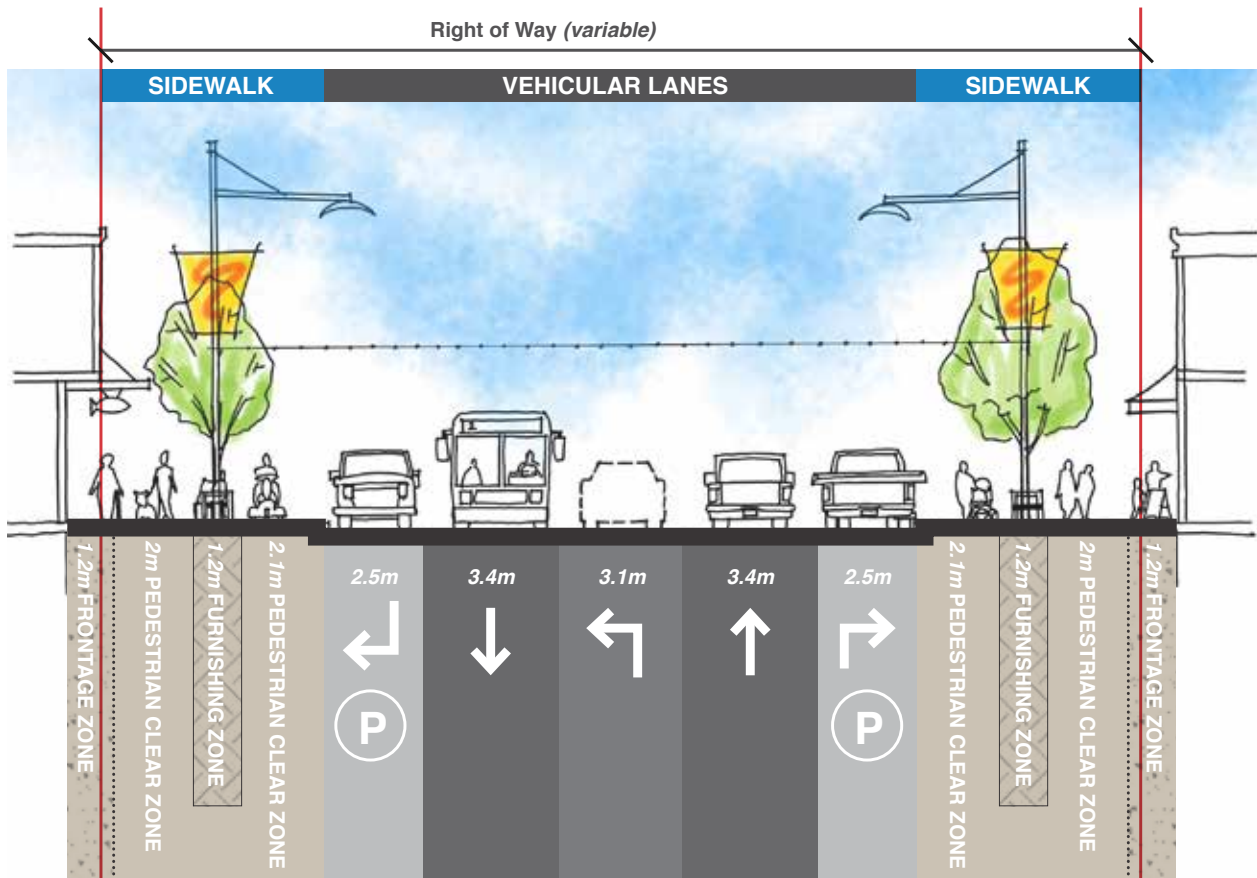 Right of Way (variable)
SIDEWALK
VEHICULAR LANES
SIDEWALK
1.2m FRONTAGE ZONE
2m PEDESTRIAN CLEAR ZONE
1.2m FURNISHING ZONE
2.1m PEDESTRIAN CLEAR ZONE
2.5m
3.4m
3.1m
3.4m
2.5m
P
P
2.1m PEDESTRIAN CLEAR ZONE
1.2m FURNISHING ZONE
2m PEDESTRIAN CLEAR ZONE
1.2m FRONTAGE ZONE